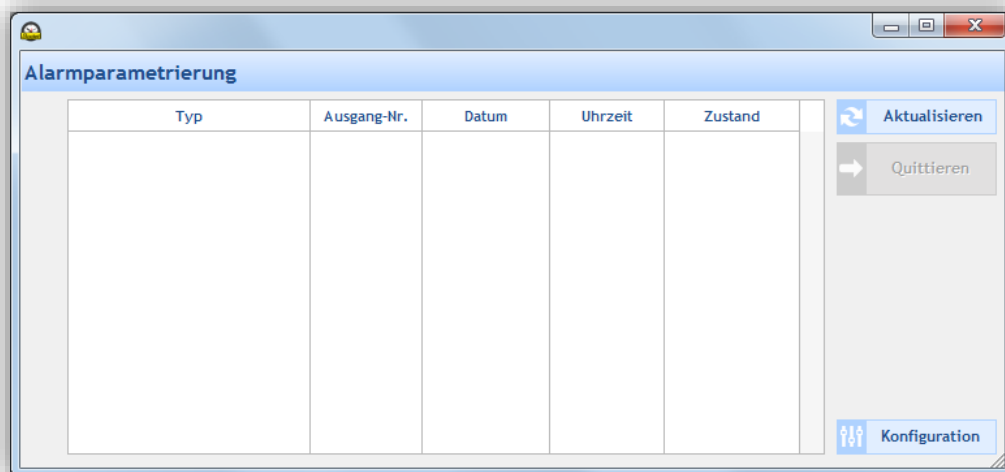 Alarmparametrierung
Typ Ausgang-Nr. Datum Uhrzeit Zustand
Aktualisieren
Quittieren
Konfiguration